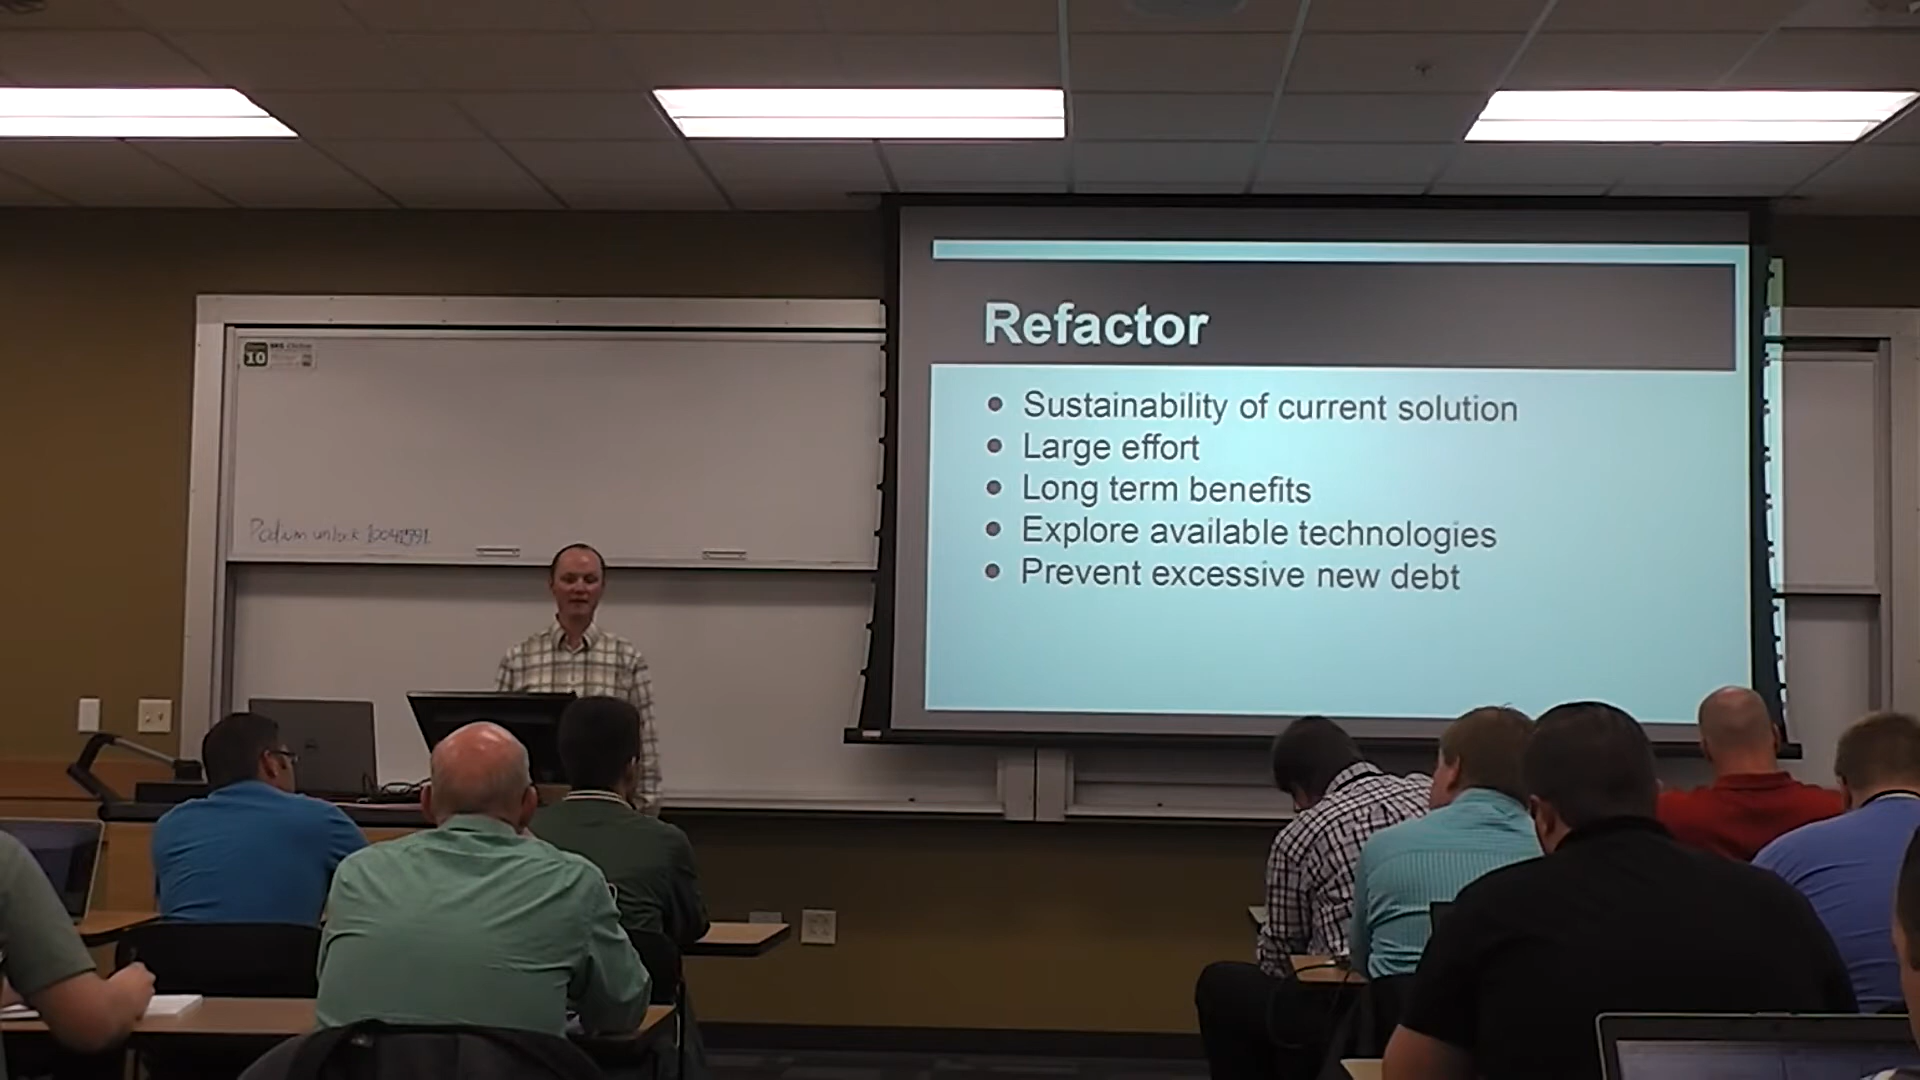 Refactor
Sustainability of current solution
Large effort
Long term benefits
Explore available technologies
Prevent excessive new debt
10
Podium unlock